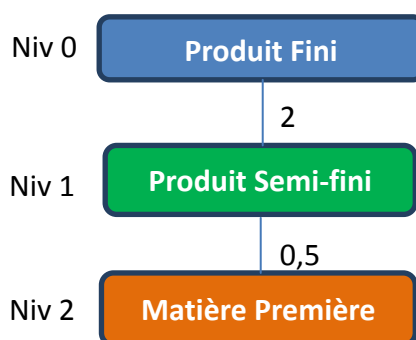 Niv 0
Produit Fini
2
Niv 1
Produit Semi-fini
0,5
Niv 2
Matière Première